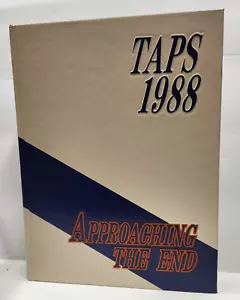 TAPS
1988
APPROACHING
THE END